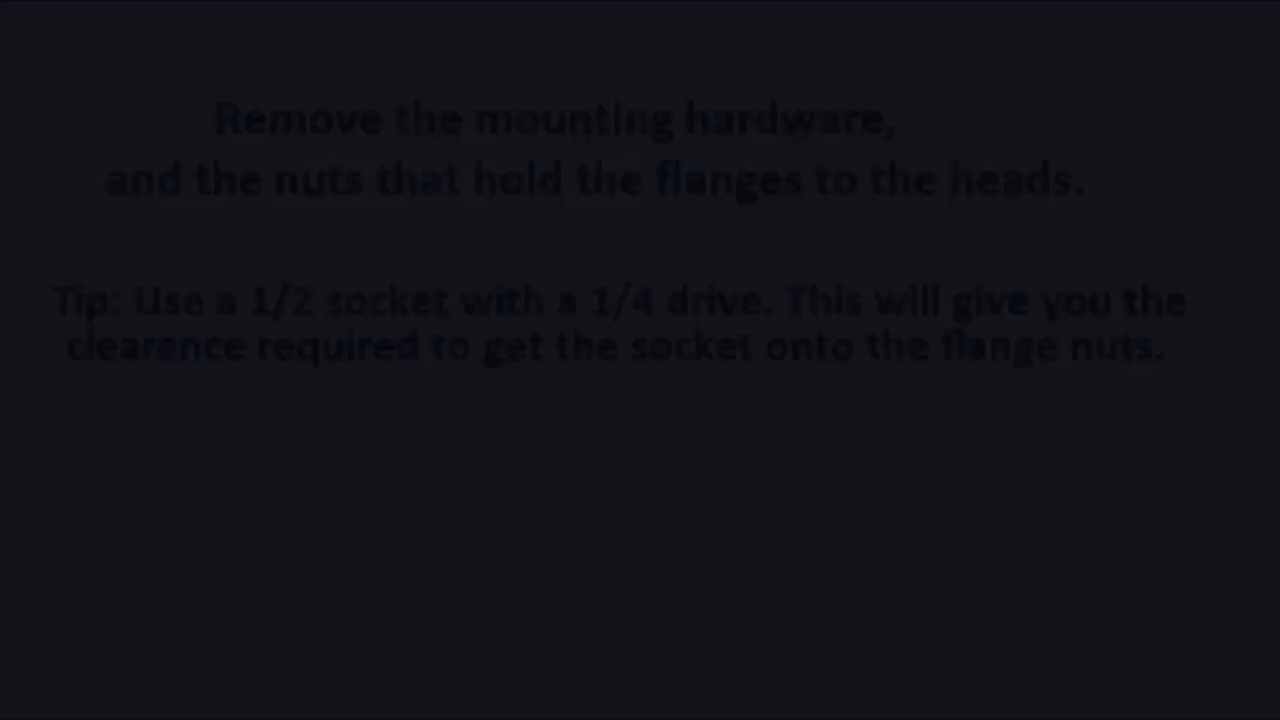 Remove the mounting hardware,
and the nuts that hold the flanges to the heads.
Tip: Use a 1/2 socket with a 1/4 drive. This will give you the
clearance required to get the socket onto the flange nuts.